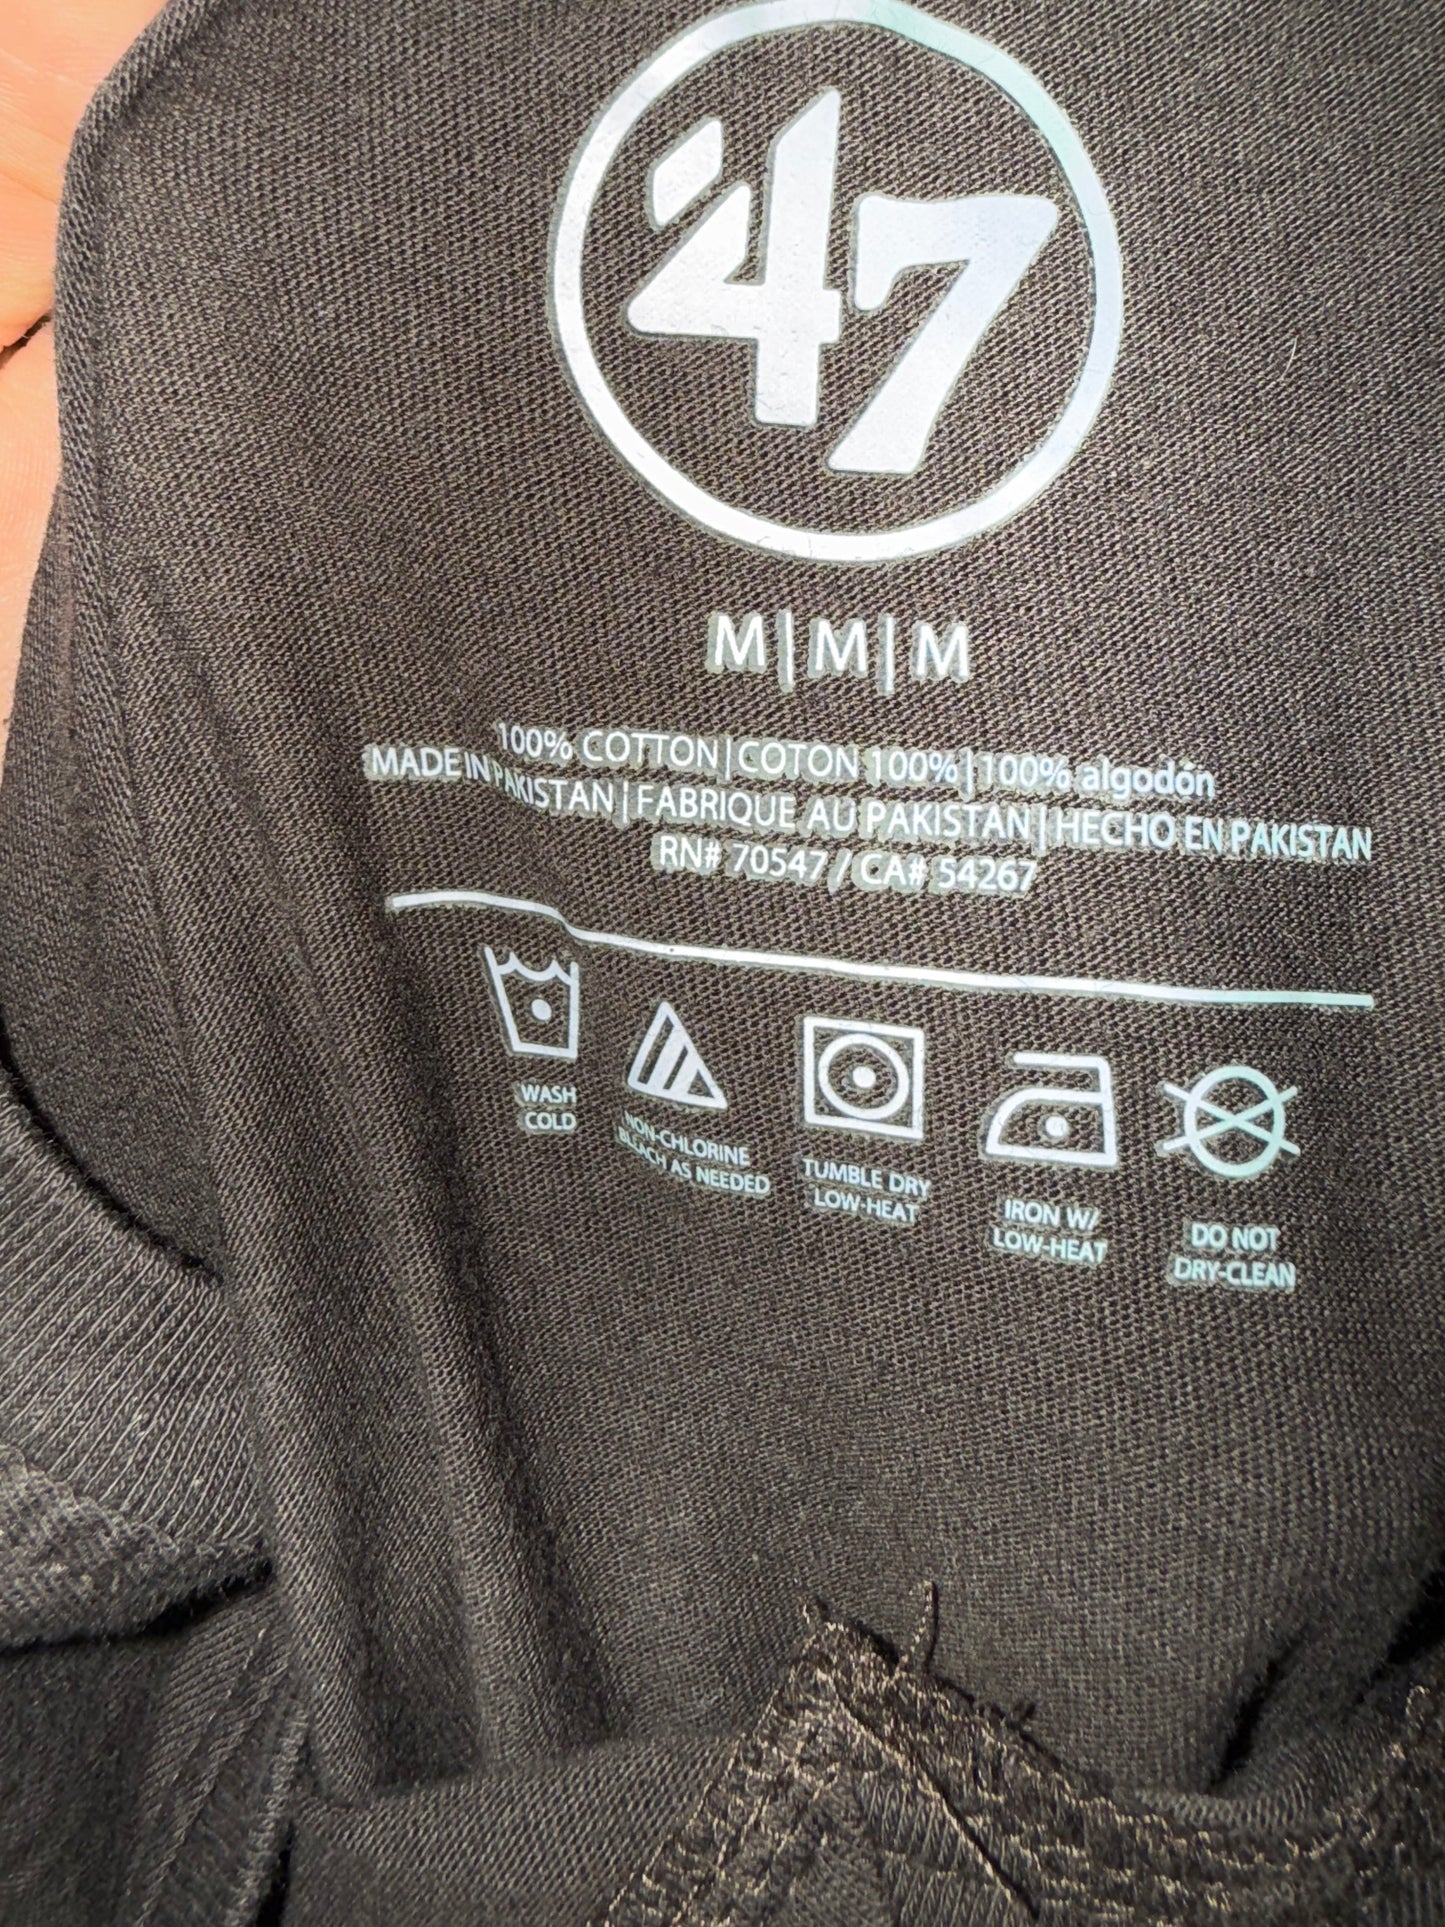 '47
M|M|M
100% COTTON|COTON 100%|100% algodón
MADE IN PAKISTAN|FABRIQUE AU PAKISTAN|HECHO EN PAKISTAN
RN# 70547 / CA# 54267
WASH
COLD
NON-CHLORINE
BLEACH AS NEEDED
TUMBLE DRY
LOW-HEAT
IRON W/
LOW-HEAT
DO NOT
DRY-CLEAN